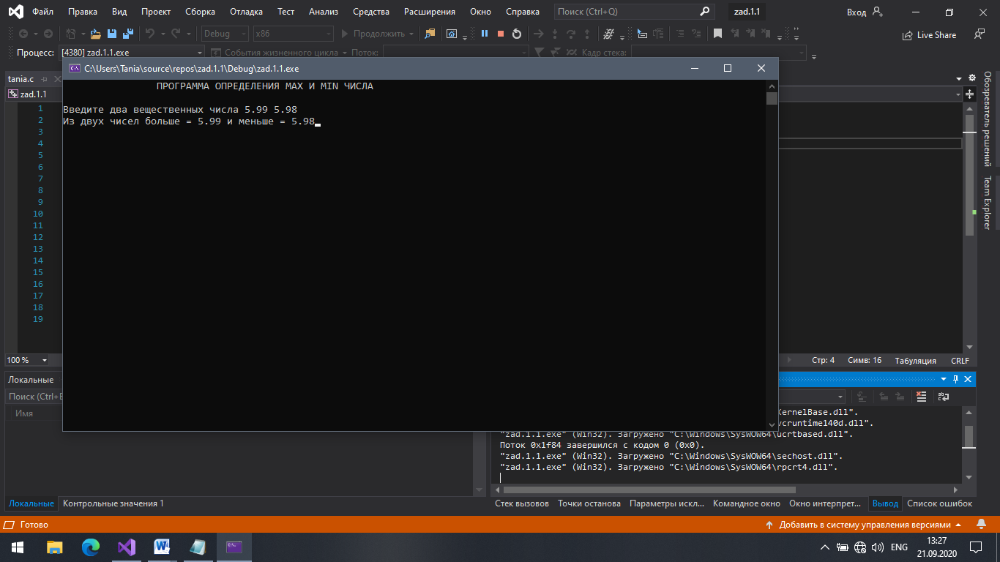 Файл Правка Вид Проект Сборка Отладка Тест Анализ Средства Расширения Окно Справка Поиск (Ctrl+Q) zad.1.1 Вход
Debug x86 Продолжить Live Share
Процесс: [4380] zad.1.1.exe События жизненного цикла Поток: Кадр стека:
C:\Users\Tania\source\repos\zad.1.1\Debug\zad.1.1.exe
tania.c
zad.1.1
ПРОГРАММА ОПРЕДЕЛЕНИЯ MAX И MIN ЧИСЛА
Введите два вещественных числа 5.99 5.98
Из двух чисел больше = 5.99 и меньше = 5.98
1
2
3
4
5
6
7
8
9
10
11
12
13
14
15
16
17
18
19
Обозреватель решений
Team Explorer
100 % Стр: 4 Симв: 16 Табуляция CRLF
Локальные
Поиск (Ctrl+E
Имя
KernelBase.dll".
vcruntime140d.dll".
"zad.1.1.exe" (Win32). Загружено "C:\Windows\SysWOW64\ucrtbased.dll".
Поток 0x1f84 завершился с кодом 0 (0x0).
"zad.1.1.exe" (Win32). Загружено "C:\Windows\SysWOW64\sechost.dll".
"zad.1.1.exe" (Win32). Загружено "C:\Windows\SysWOW64\rpcrt4.dll".
Локальные Контрольные значения 1 Стек вызовов Точки останова Параметры искл... Командное окно Окно интерпрет... Вывод Список ошибок
Готово Добавить в систему управления версиями
ENG
13:27
21.09.2020